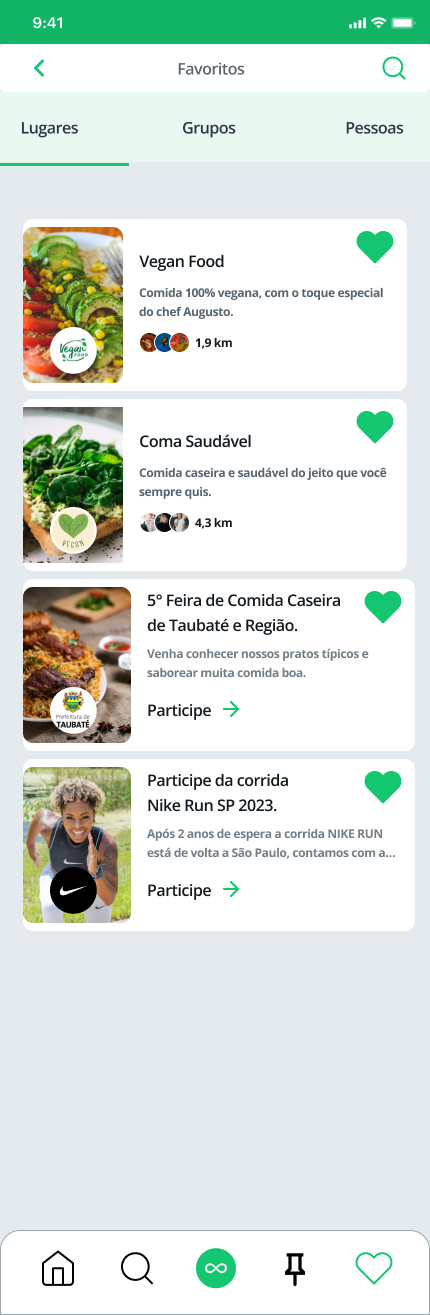 9:41
Favoritos
Lugares
Grupos
Pessoas
Vegan Food
Comida 100% vegana, com o toque especial
do chef Augusto.
1,9 km
Vegan
FOOD
Coma Saudável
Comida caseira e saudável do jeito que você
sempre quis.
4,3 km
VEGAN
5° Feira de Comida Caseira
de Taubaté e Região.
Venha conhecer nossos pratos típicos e
saborear muita comida boa.
Participe
Prefeitura de
TAUBATÉ
Participe da corrida
Nike Run SP 2023.
Após 2 anos de espera a corrida NIKE RUN
está de volta a São Paulo, contamos com a...
Participe